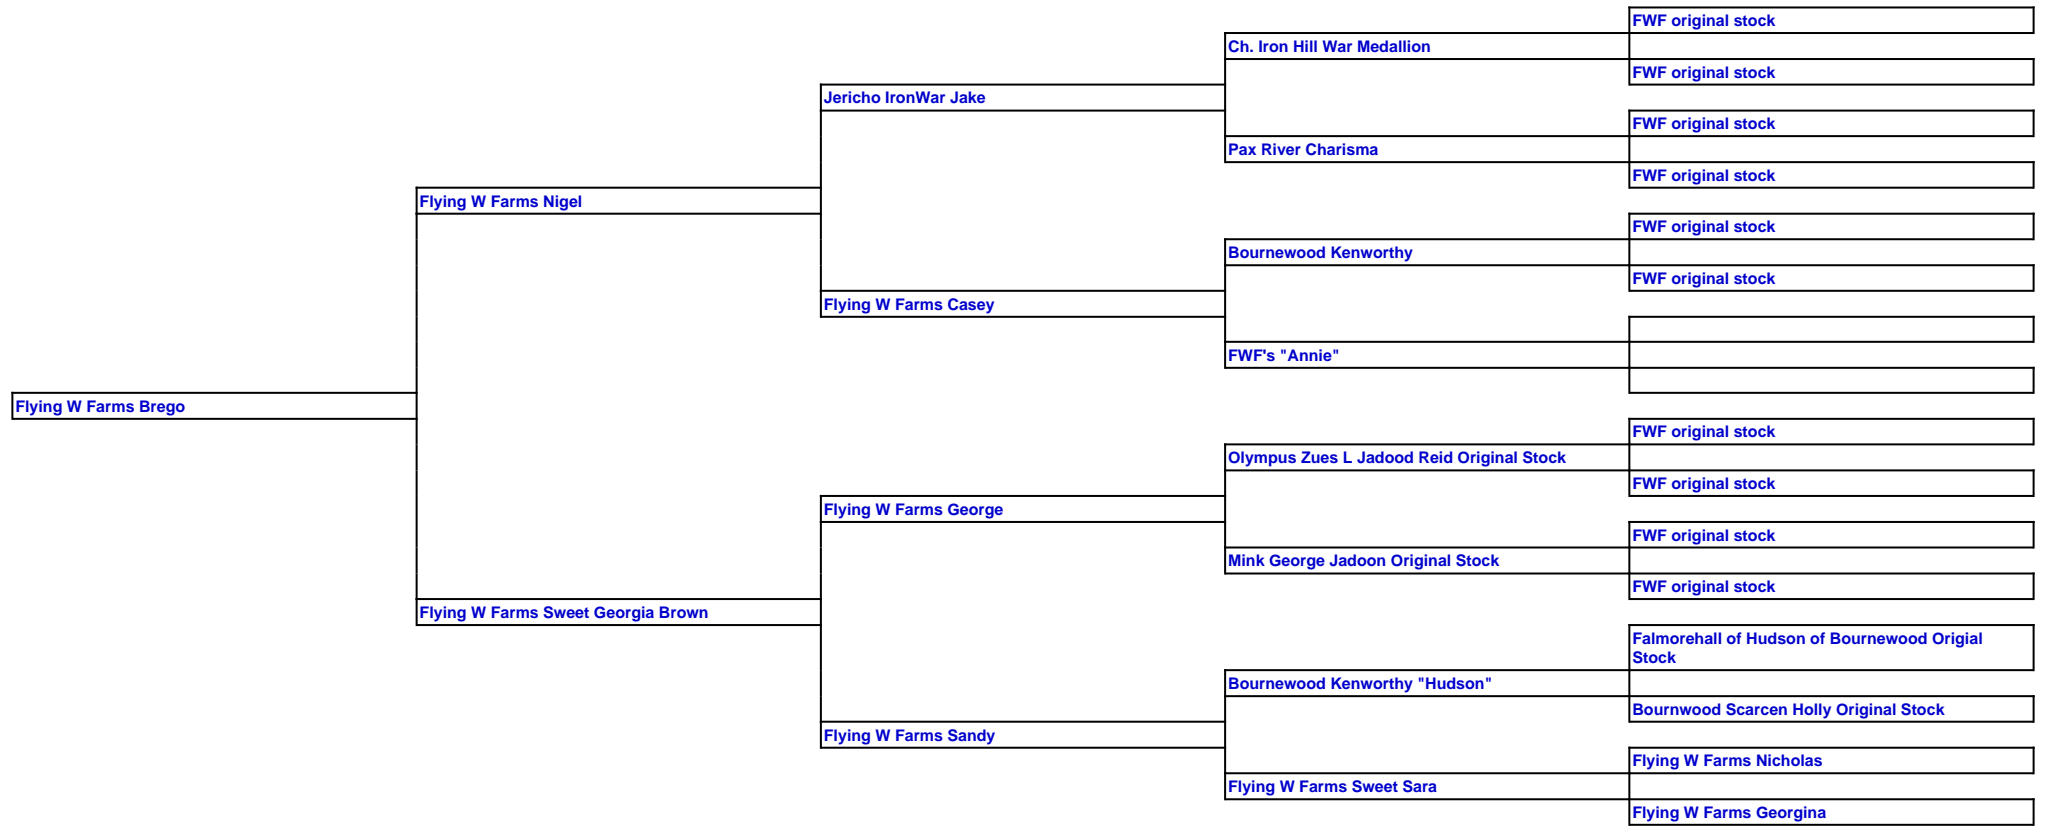 FWF original stock
Ch. Iron Hill War Medallion
FWF original stock
Jericho IronWar Jake
FWF original stock
Pax River Charisma
FWF original stock
Flying W Farms Nigel
FWF original stock
Bournewood Kenworthy
FWF original stock
Flying W Farms Casey
FWF's "Annie"
Flying W Farms Brego
FWF original stock
Olympus Zues L Jadood Reid Original Stock
FWF original stock
Flying W Farms George
FWF original stock
Mink George Jadoon Original Stock
FWF original stock
Flying W Farms Sweet Georgia Brown
Falmorehall of Hudson of Bournewood Origial
Stock
Bournewood Kenworthy "Hudson"
Bournwood Scarcen Holly Original Stock
Flying W Farms Sandy
Flying W Farms Nicholas
Flying W Farms Sweet Sara
Flying W Farms Georgina